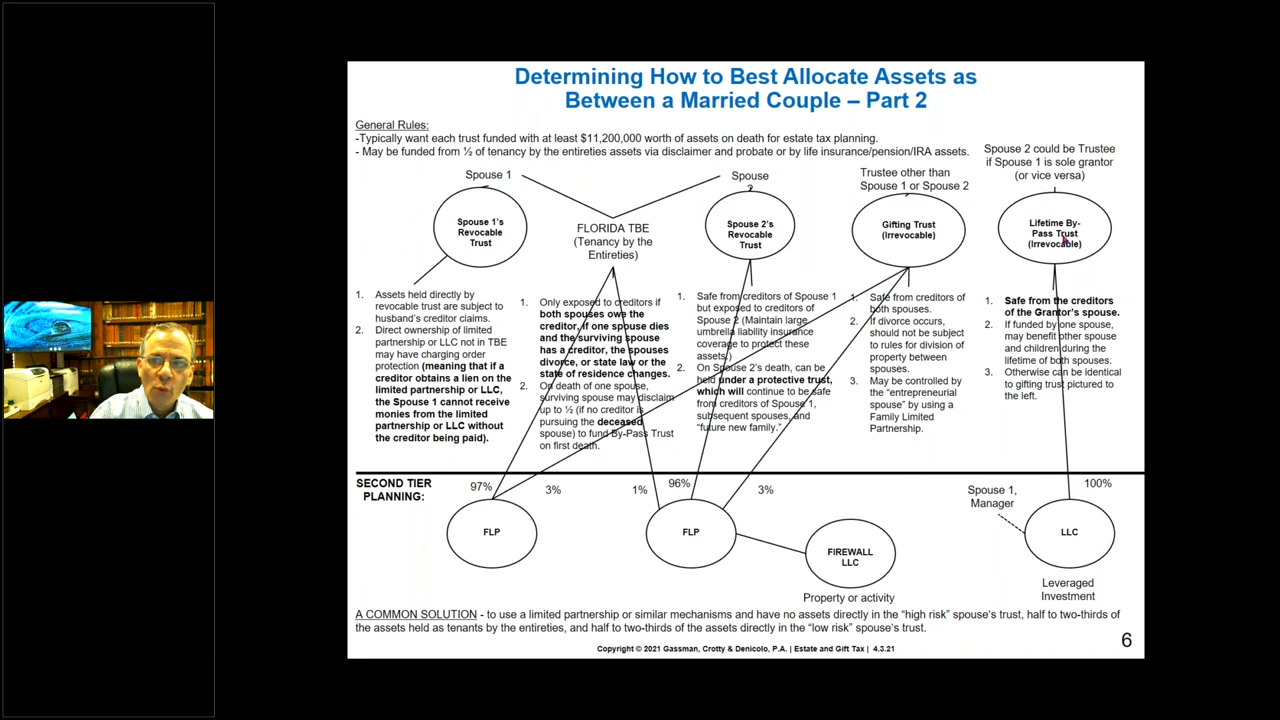 Determining How to Best Allocate Assets as
Between a Married Couple – Part 2
General Rules:
-Typically want each trust funded with at least $11,200,000 worth of assets on death for estate tax planning.
- May be funded from ½ of tenancy by the entireties assets via disclaimer and probate or by life insurance/pension/IRA assets.
Spouse 2 could be Trustee
if Spouse 1 is sole grantor
(or vice versa)
Spouse 1
Spouse
2
Trustee other than
Spouse 1 or Spouse 2
Spouse 1's
Revocable
Trust
FLORIDA TBE
(Tenancy by the
Entireties)
Spouse 2's
Revocable
Trust
Gifting Trust
(Irrevocable)
Lifetime By-
Pass Trust
(Irrevocable)
1. Assets held directly by
revocable trust are subject to
husband's creditor claims.
2. Direct ownership of limited
partnership or LLC not in TBE
may have charging order
protection (meaning that if a
creditor obtains a lien on the
limited partnership or LLC,
the Spouse 1 cannot receive
monies from the limited
partnership or LLC without
the creditor being paid).
1. Only exposed to creditors if
both spouses owe the
creditor, if one spouse dies
and the surviving spouse
has a creditor, the spouses
divorce, or state law or the
state of residence changes.
2. On death of one spouse,
surviving spouse may disclaim
up to ½ (if no creditor is
pursuing the deceased
spouse) to fund By-Pass Trust
on first death.
1. Safe from creditors of Spouse 1
but exposed to creditors of
Spouse 2 (Maintain large
umbrella liability insurance
coverage to protect these
assets.)
2. On Spouse 2's death, can be
held under a protective trust,
which will continue to be safe
from creditors of Spouse 1,
subsequent spouses, and
"future new family."
1. Safe from creditors of
both spouses.
2. If divorce occurs,
should not be subject
to rules for division of
property between
spouses.
3. May be controlled by
the "entrepreneurial
spouse" by using a
Family Limited
Partnership.
1. Safe from the creditors
of the Grantor's spouse.
2. If funded by one spouse,
may benefit other spouse
and children during the
lifetime of both spouses.
3. Otherwise can be identical
to gifting trust pictured to
the left.
SECOND TIER
PLANNING:
97%
3%
1%
96%
3%
Spouse 1,
Manager
100%
FLP
FLP
FIREWALL
LLC
LLC
Property or activity
Leveraged
Investment
A COMMON SOLUTION - to use a limited partnership or similar mechanisms and have no assets directly in the "high risk" spouse's trust, half to two-thirds of
the assets held as tenants by the entireties, and half to two-thirds of the assets directly in the "low risk" spouse's trust.
6
Copyright © 2021 Gassman, Crotty & Denicolo, P.A. | Estate and Gift Tax | 4.3.21